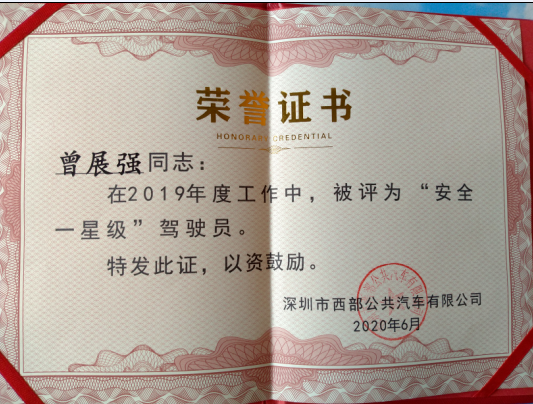 荣誉证书
HONORARY CREDENTIAL
曾展强同志：
在2019年度工作中，被评为“安全
一星级”驾驶员。
特发此证，以资鼓励。
深圳市西部公共汽车有限公司
2020年6月